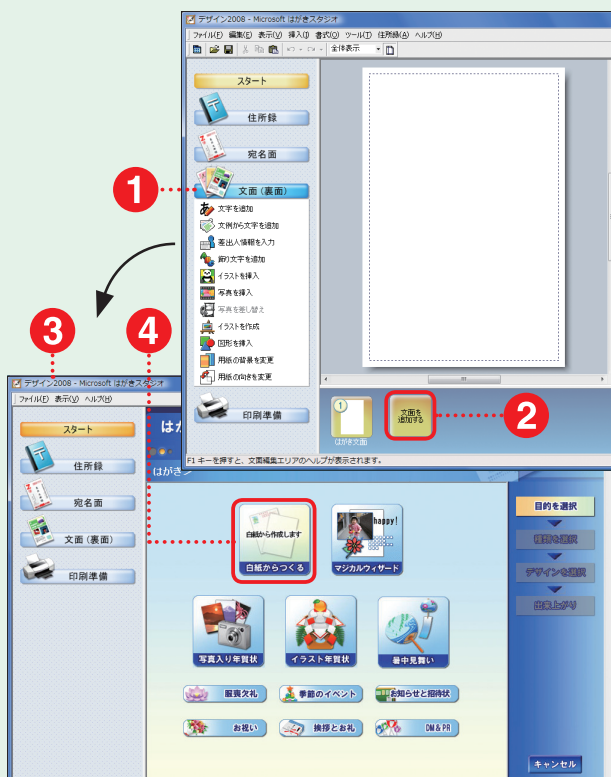 デザイン2008 - Microsoft はがきスタジオ
ファイル(F) 編集(E) 表示(V) 挿入(I) 書式(O) ツール(T) 住所録(A) ヘルプ(H)
全体表示
スタート
住所録
宛名面
1
文面(裏面)
文字を追加
文例から文字を追加
差出人情報を入力
飾り文字を追加
イラストを挿入
写真を挿入
写真を差し替え
イラストを作成
図形を挿入
用紙の背景を変更
用紙の向きを変更
印刷準備
1
はがき文面
文面を
追加する
2
F1 キーを押すと、文面編集エリアのヘルプが表示されます。
3
4
デザイン2008 - Microsoft はがきスタジオ
ファイル(F) 表示(V) ヘルプ(H)
スタート
住所録
宛名面
文面(裏面)
印刷準備
はが
はがきシ
白紙から作成します
白紙からつくる
happy!
マジカルウィザード
写真入り年賀状
イラスト年賀状
暑中見舞い
服喪欠礼
季節のイベント
お知らせと招待状
お祝い
挨拶とお礼
DM&PR
目的を選択
種類を選択
デザインを選択
出来上がり
キャンセル